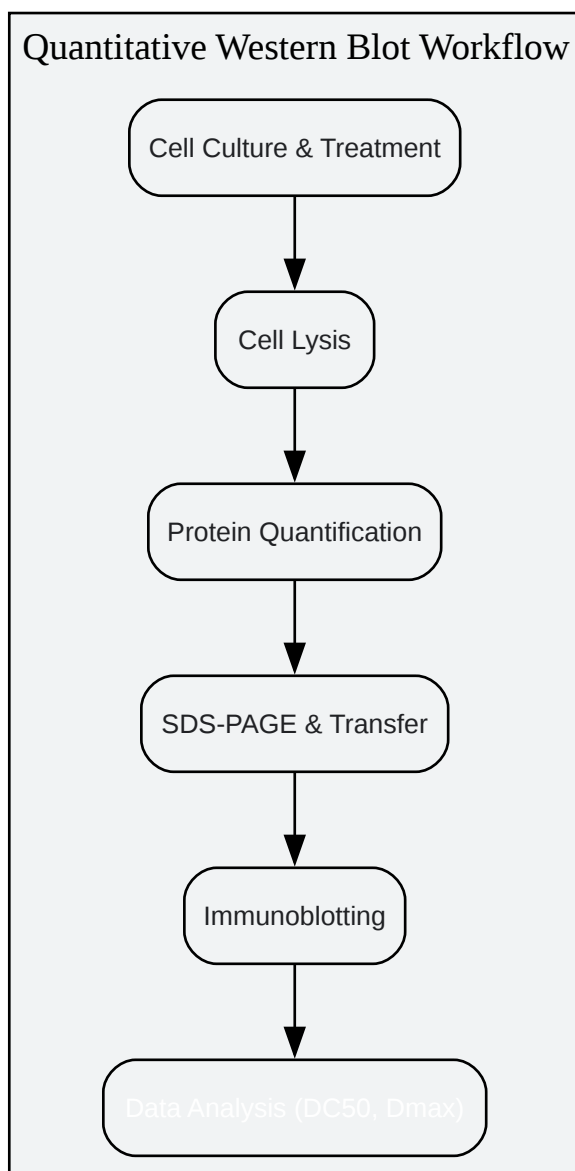 Quantitative Western Blot Workflow
Cell Culture & Treatment
Cell Lysis
Protein Quantification
SDS-PAGE & Transfer
Immunoblotting
Data Analysis (DC50, Dmax)